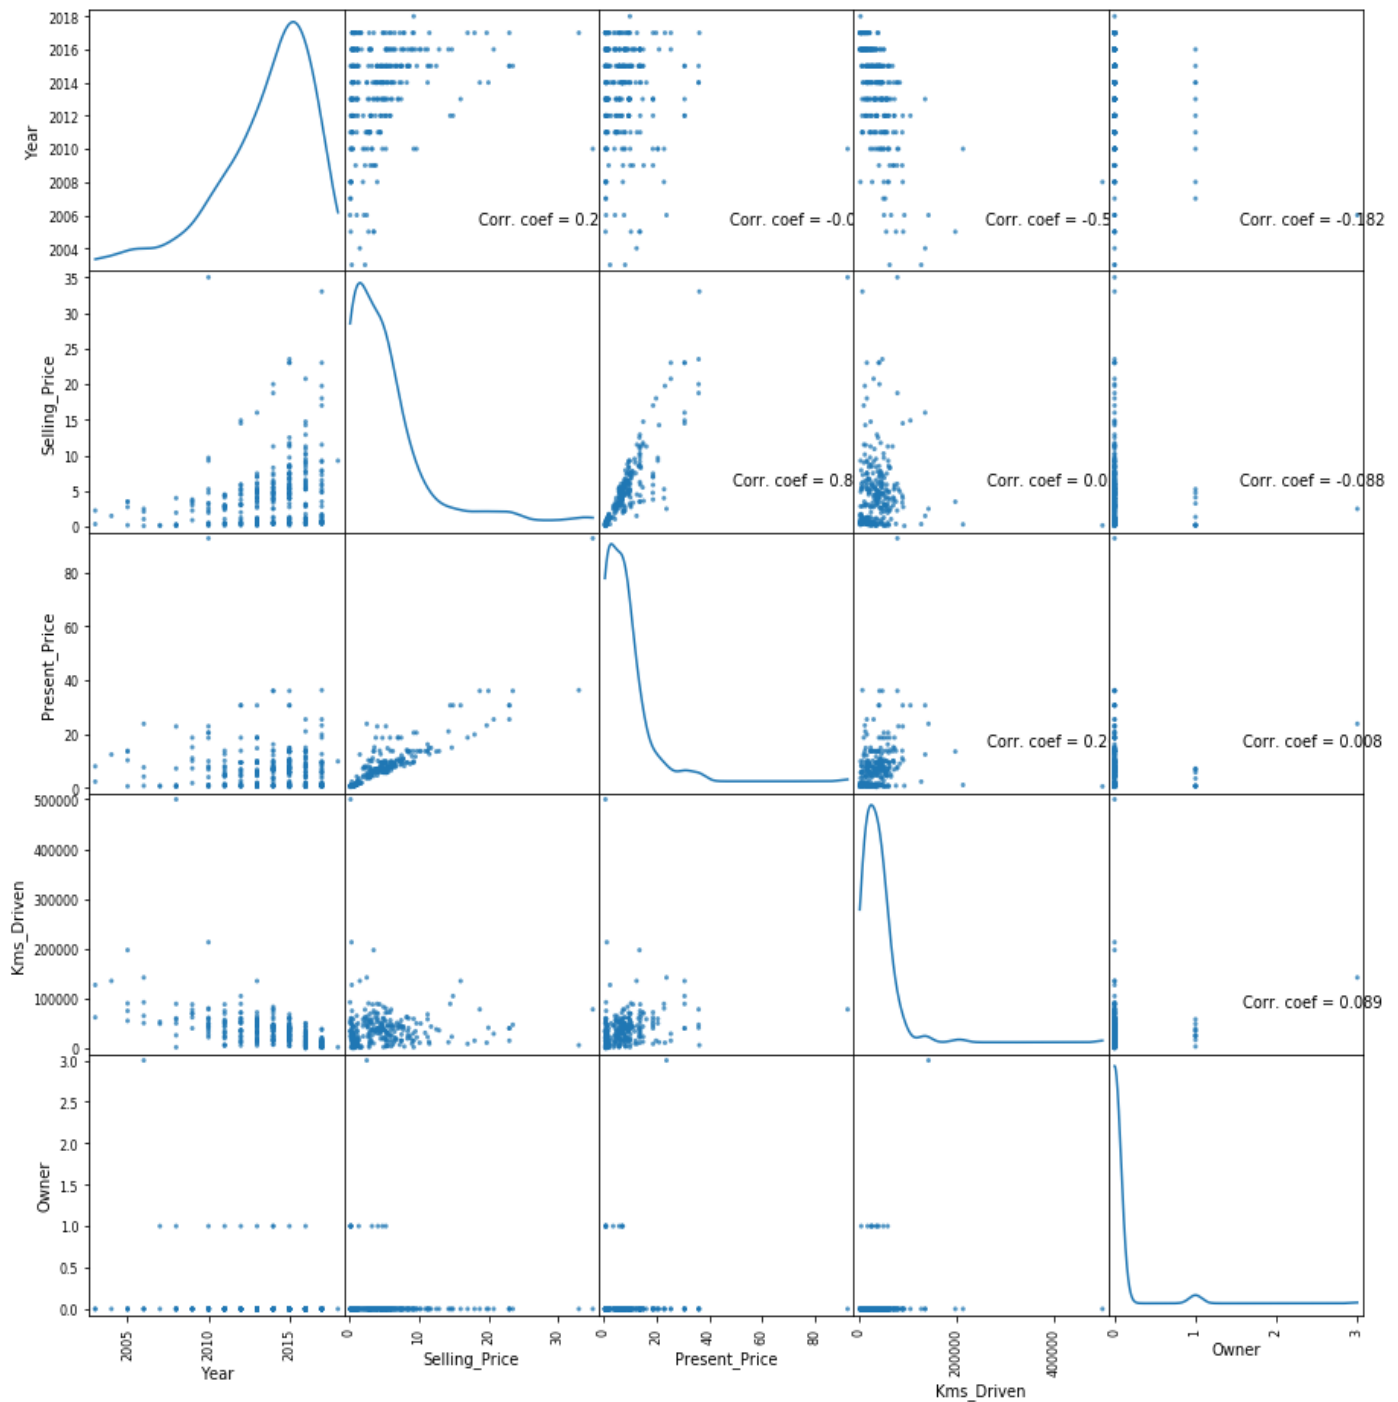 2018
2016
2014
2012
2010
2008
2006
2004
Year
Corr. coef = 0.2
Corr. coef = -0.0
Corr. coef = -0.5
Corr. coef = -0.182
35
30
25
20
15
10
5
0
Selling_Price
Corr. coef = 0.8
Corr. coef = 0.0
Corr. coef = -0.088
80
60
40
20
0
Present_Price
Corr. coef = 0.2
Corr. coef = 0.008
500000
400000
300000
200000
100000
0
Kms_Driven
Corr. coef = 0.089
3.0
2.5
2.0
1.5
1.0
0.5
0.0
Owner
2005
2010
2015
Year
0
10
20
30
Selling_Price
0
20
40
60
80
Present_Price
0
200000
400000
Kms_Driven
0
1
2
3
Owner